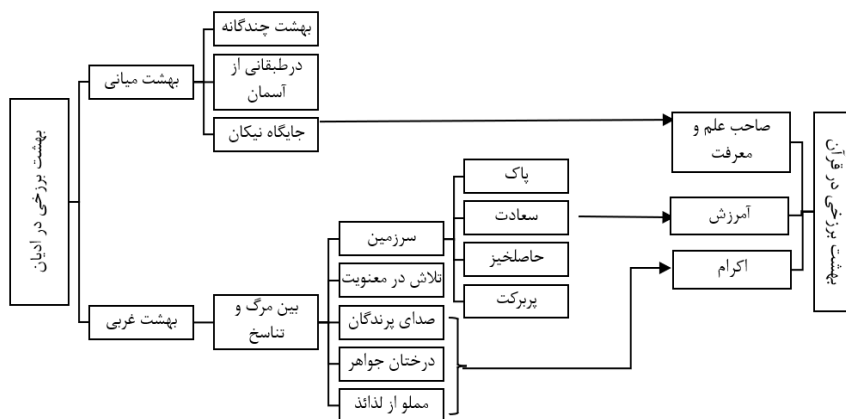 بهشت برزخی در ادیان
بهشت میانی
بهشت چندگانه
درطبقانی از
آسمان
جایگاه نیکان
بهشت غربی
بین مرگ و
تناسخ
سرزمین
پاک
سعادت
حاصلخیز
پربرکت
تلاش در معنویت
صدای پرندگان
درختان جواهر
مملو از لذائذ
بهشت برزخی در قرآن
صاحب علم و
معرفت
آمرزش
اکرام